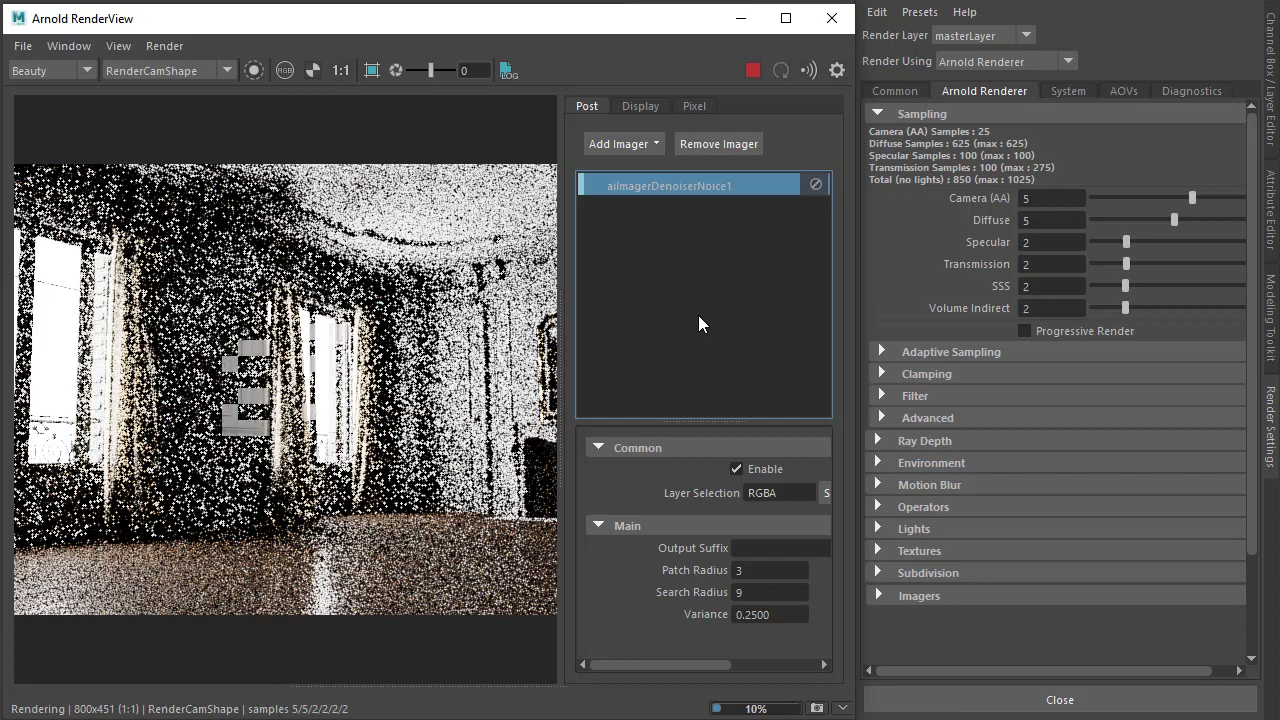 Arnold RenderView
File Window View Render
Beauty RenderCamShape RGB 1:1 0 LOG
Post Display Pixel
Add Imager Remove Imager
aiImagerDenoiserNoice1
Common
Enable
Layer Selection RGBA S
Main
Output Suffix
Patch Radius 3
Search Radius 9
Variance 0.2500
Rendering | 800x451 (1:1) | RenderCamShape | samples 5/5/2/2/2/2
10%
Edit Presets Help
Render Layer masterLayer
Render Using Arnold Renderer
Common Arnold Renderer System AOVs Diagnostics
Sampling
Camera (AA) Samples : 25
Diffuse Samples : 625 (max : 625)
Specular Samples : 100 (max : 100)
Transmission Samples : 100 (max : 275)
Total (no lights) : 850 (max : 1025)
Camera (AA) 5
Diffuse 5
Specular 2
Transmission 2
SSS 2
Volume Indirect 2
Progressive Render
Adaptive Sampling
Clamping
Filter
Advanced
Ray Depth
Environment
Motion Blur
Operators
Lights
Textures
Subdivision
Imagers
Close
Channel Box / Layer Editor
Attribute Editor
Modeling Toolkit
Render Settings